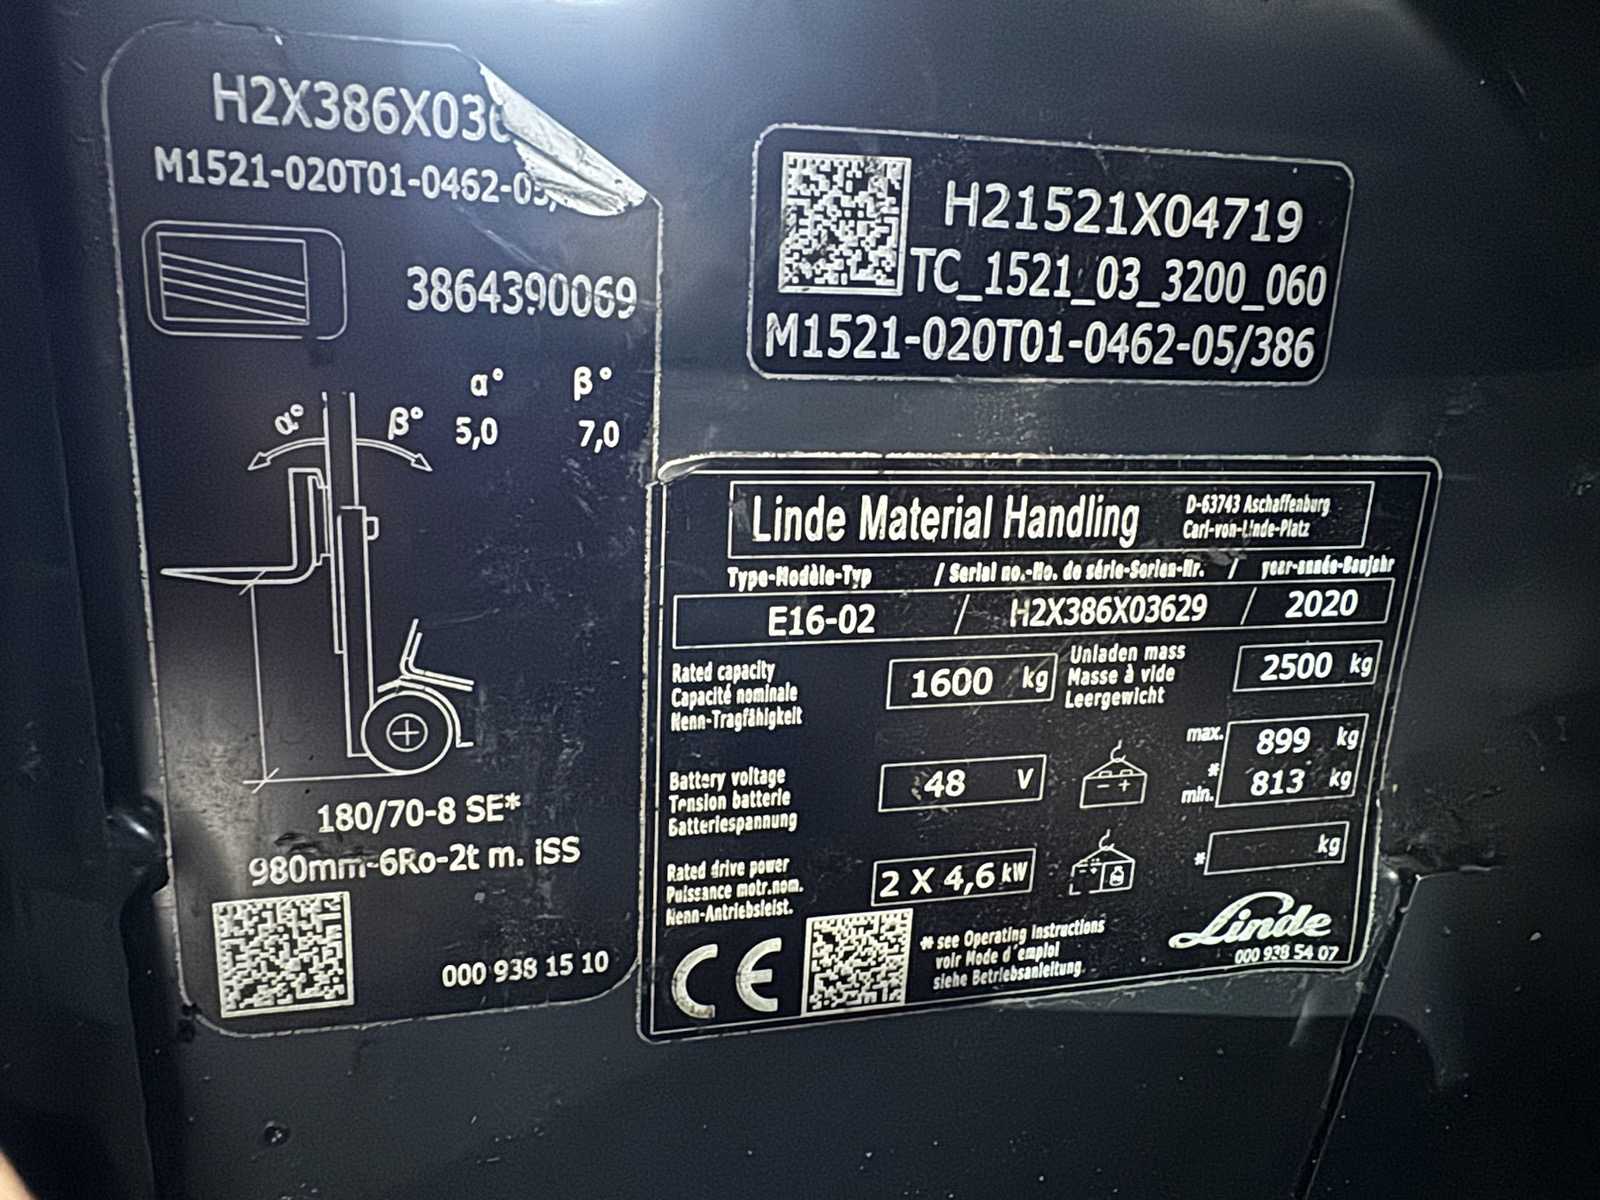 H2X386X03
M1521-020T01-0462-05/
3864390069
α° β°
α° β° 5,0 7,0
180/70-8 SE*
980mm-6Ro-2t m. iSS
000 938 15 10
H21521X04719
TC_1521_03_3200_060
M1521-020T01-0462-05/386
Linde Material Handling
D-63743 Aschaffenburg
Carl-von-Linde-Platz
Type-Modèle-Typ / Serial no.-No. de série-Serien-Nr. / year-année-Baujahr
E16-02 / H2X386X03629 / 2020
Rated capacity
Capacité nominale
Nenn-Tragfähigkeit
1600 kg
Unladen mass
Masse à vide
Leergewicht
2500 kg
Battery voltage
Tension batterie
Batteriespannung
48 V
- +
max. 899 kg
*
min. 813 kg
Rated drive power
Puissance motr.nom.
Nenn-Antriebsleist.
2 X 4,6 kW
* kg
CE
* see Operating Instructions
voir Mode d'emploi
siehe Betriebsanleitung.
Linde
000 938 54 07